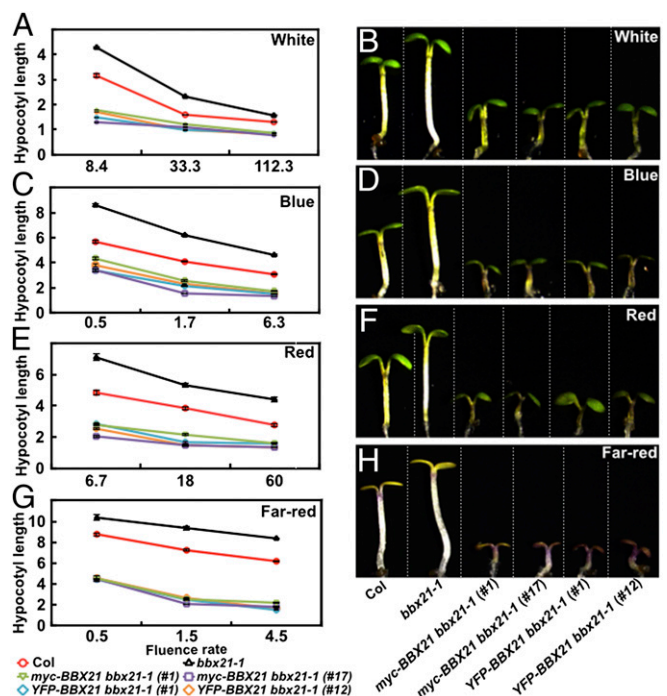 A
White
Hypocotyl length
4
3
2
1
0
8.4 33.3 112.3
B
White
C
Blue
Hypocotyl length
8
6
4
2
0
0.5 1.7 6.3
D
Blue
E
Red
Hypocotyl length
6
4
2
0
6.7 18 60
F
Red
G
Far-red
Hypocotyl length
10
8
6
4
2
0
0.5 1.5 4.5
Fluence rate
H
Far-red
Col
bbx21-1
myc-BBX21 bbx21-1 (#1)
myc-BBX21 bbx21-1 (#17)
YFP-BBX21 bbx21-1 (#1)
YFP-BBX21 bbx21-1 (#12)
Col bbx21-1
myc-BBX21 bbx21-1 (#1) myc-BBX21 bbx21-1 (#17)
YFP-BBX21 bbx21-1 (#1) YFP-BBX21 bbx21-1 (#12)